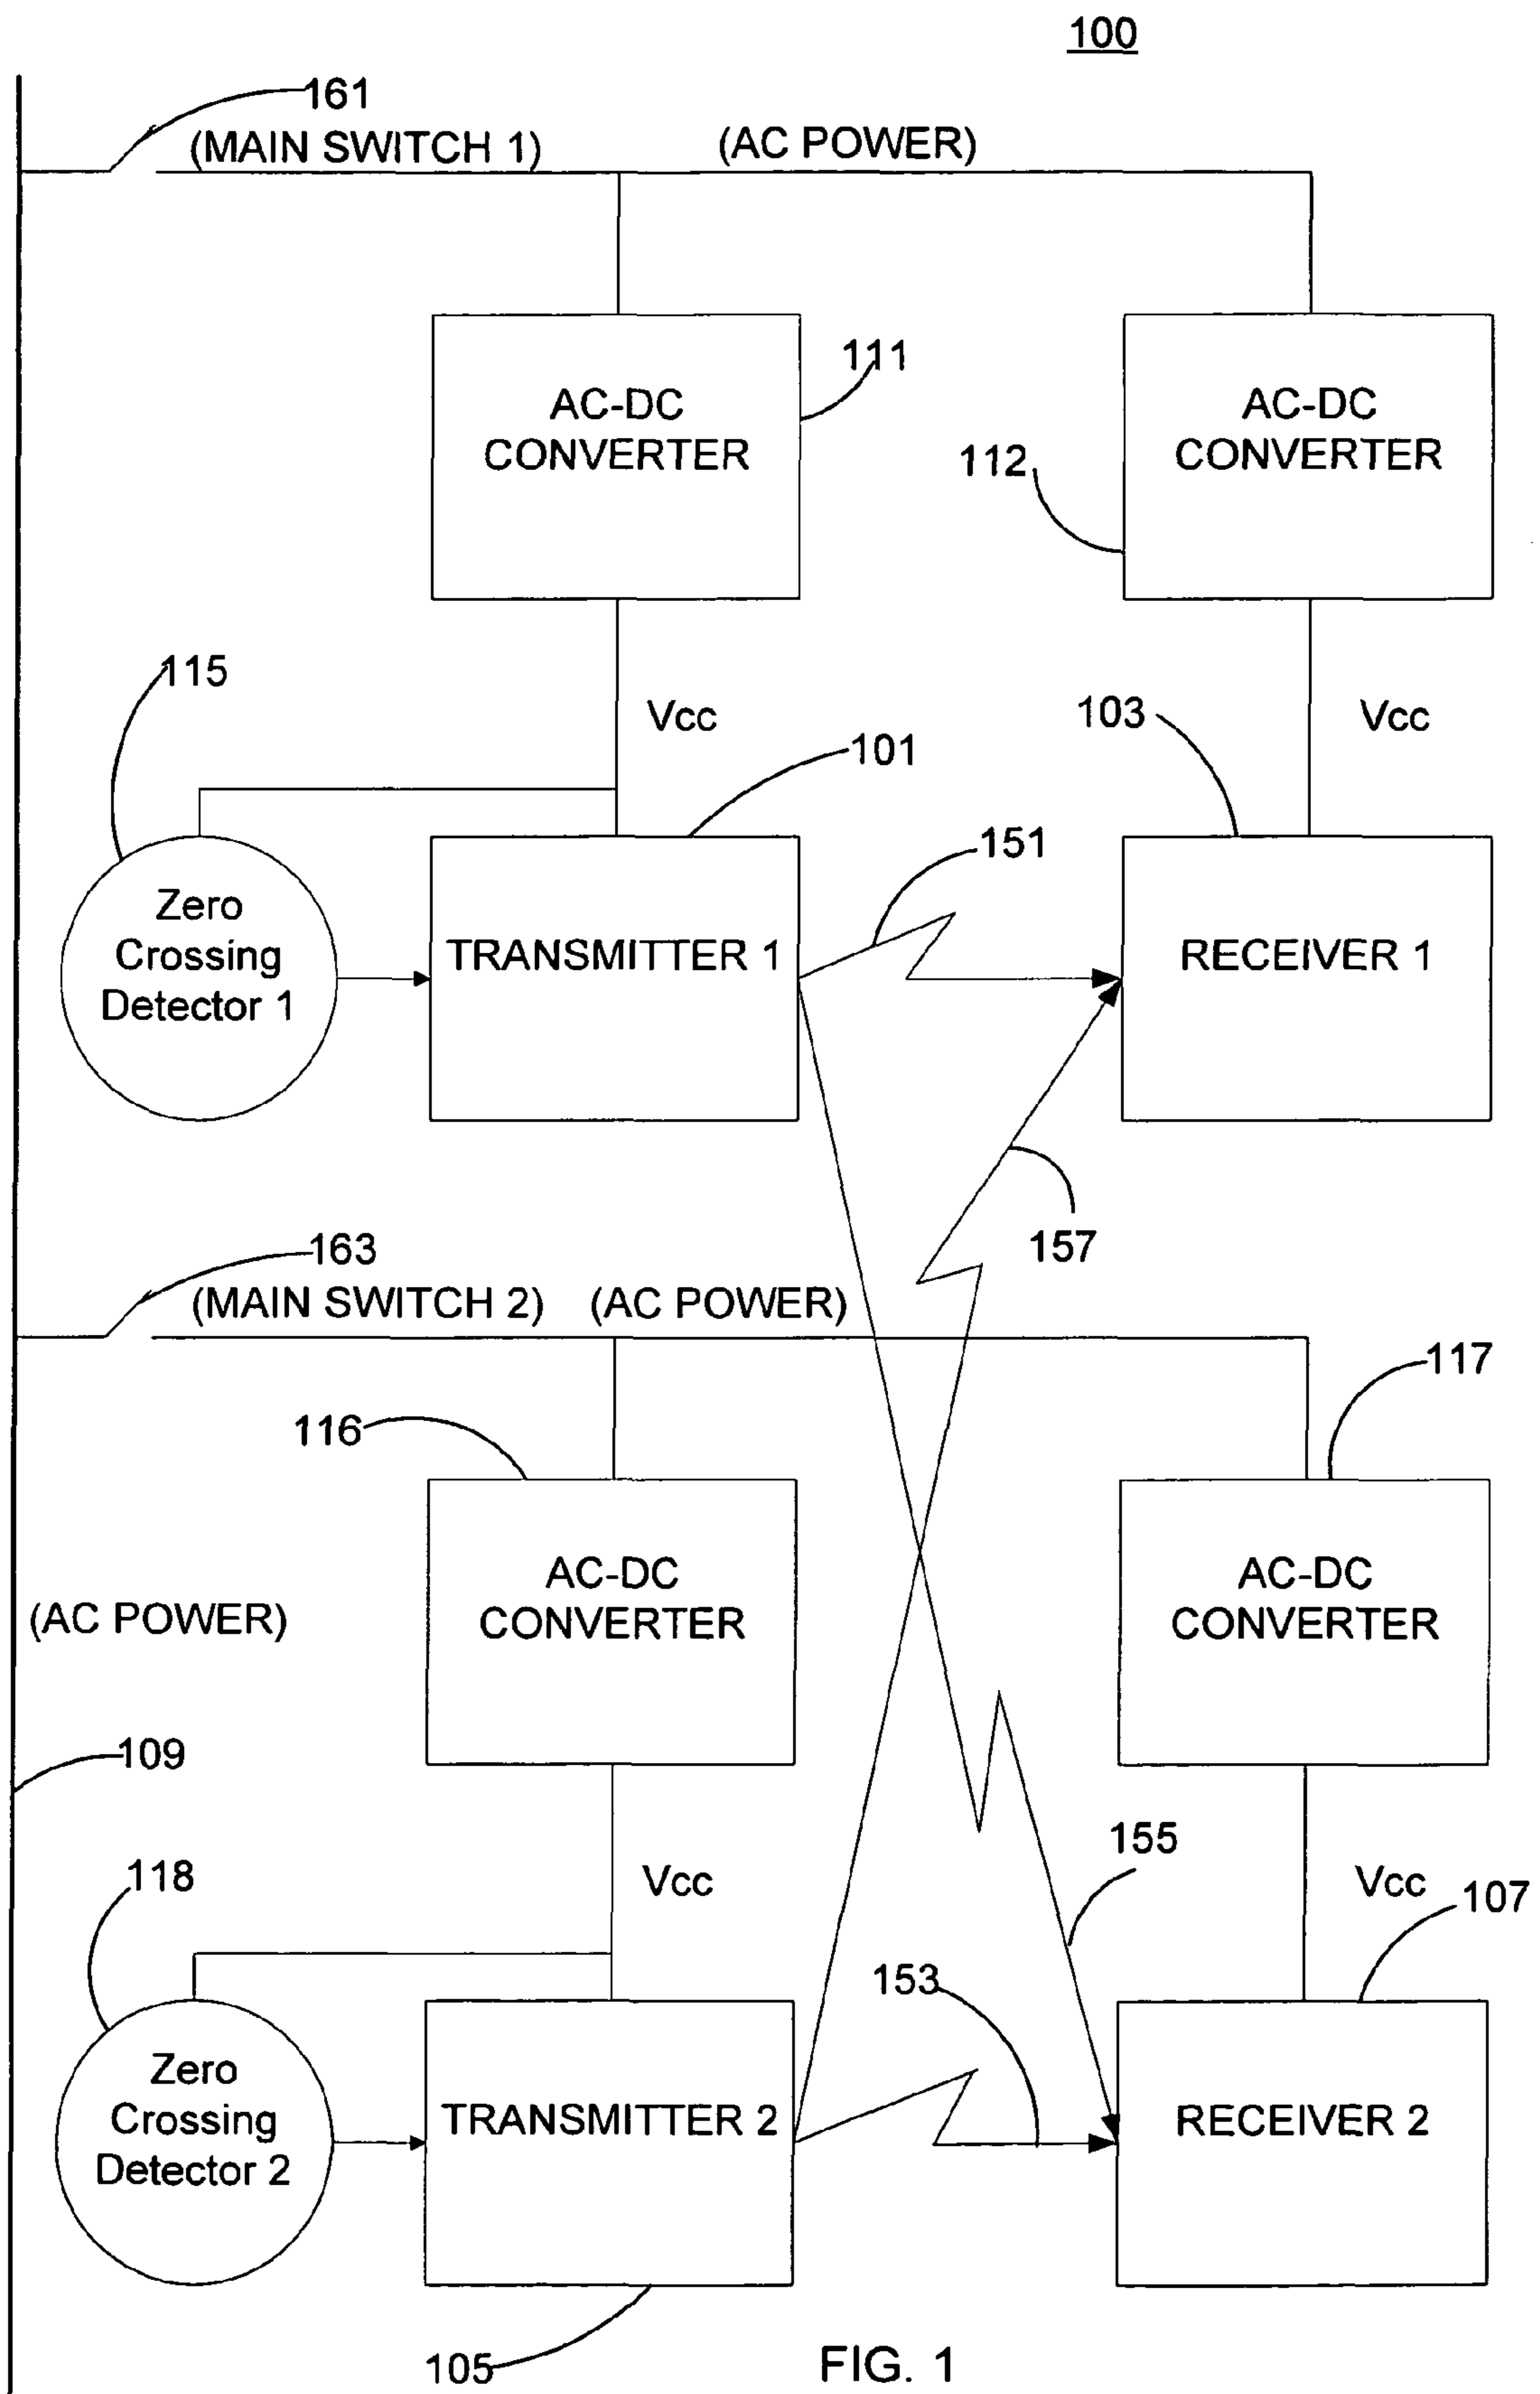 100
161
(MAIN SWITCH 1)
(AC POWER)
111
AC-DC
CONVERTER
112
AC-DC
CONVERTER
115
Vcc
103
Vcc
101
151
Zero
Crossing
Detector 1
TRANSMITTER 1
RECEIVER 1
157
163
(MAIN SWITCH 2)
(AC POWER)
117
116
AC-DC
CONVERTER
AC-DC
CONVERTER
(AC POWER)
109
155
118
Vcc
Vcc
107
153
Zero
Crossing
Detector 2
TRANSMITTER 2
RECEIVER 2
105
FIG. 1